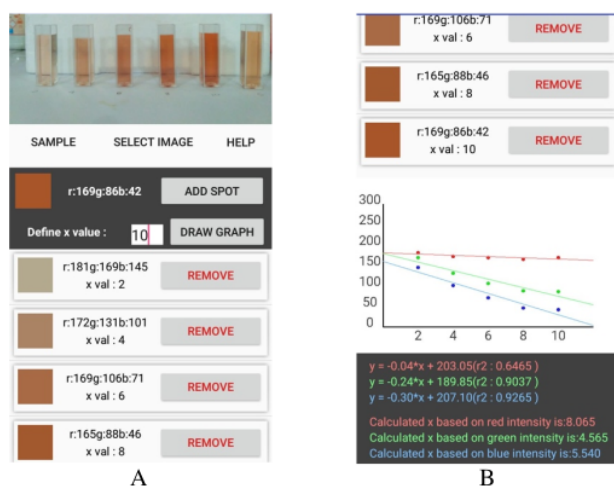 SAMPLE SELECT IMAGE HELP
r:169g:86b:42 ADD SPOT
Define x value : 10 DRAW GRAPH
r:181g:169b:145
x val : 2
REMOVE
r:172g:131b:101
x val : 4
REMOVE
r:169g:106b:71
x val : 6
REMOVE
r:165g:88b:46
x val : 8
REMOVE
A
r:169g:106b:71
x val : 6
REMOVE
r:165g:88b:46
x val : 8
REMOVE
r:169g:86b:42
x val : 10
REMOVE
300
250
200
150
100
50
0
2 4 6 8 10
y = -0.04*x + 203.05(r2 : 0.6465 )
y = -0.24*x + 189.85(r2 : 0.9037 )
y = -0.30*x + 207.10(r2 : 0.9265 )
Calculated x based on red intensity is:8.065
Calculated x based on green intensity is:4.565
Calculated x based on blue intensity is:5.540
B